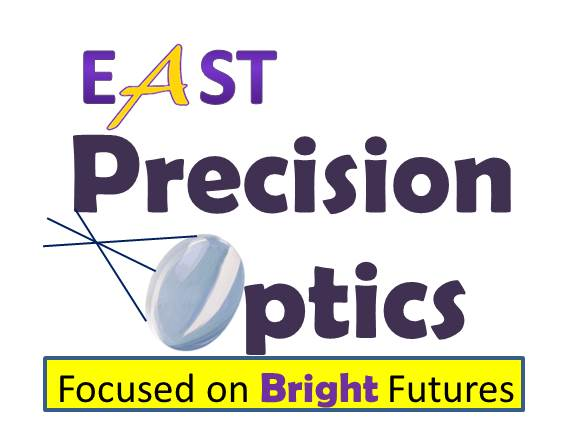 EAST
Precision
Optics
Focused on Bright Futures